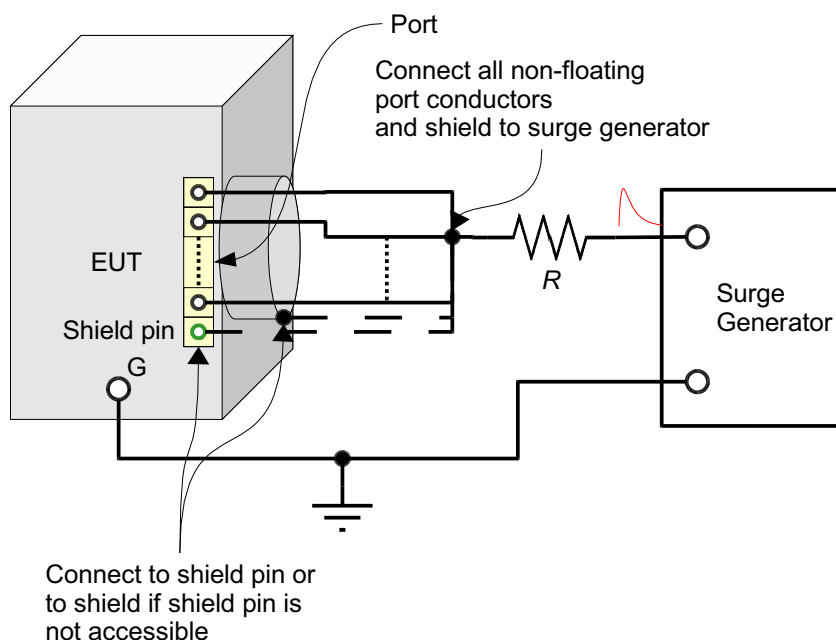 Port
Connect all non-floating
port conductors
and shield to surge generator
EUT
R
Surge
Generator
Shield pin
G
Connect to shield pin or
to shield if shield pin is
not accessible